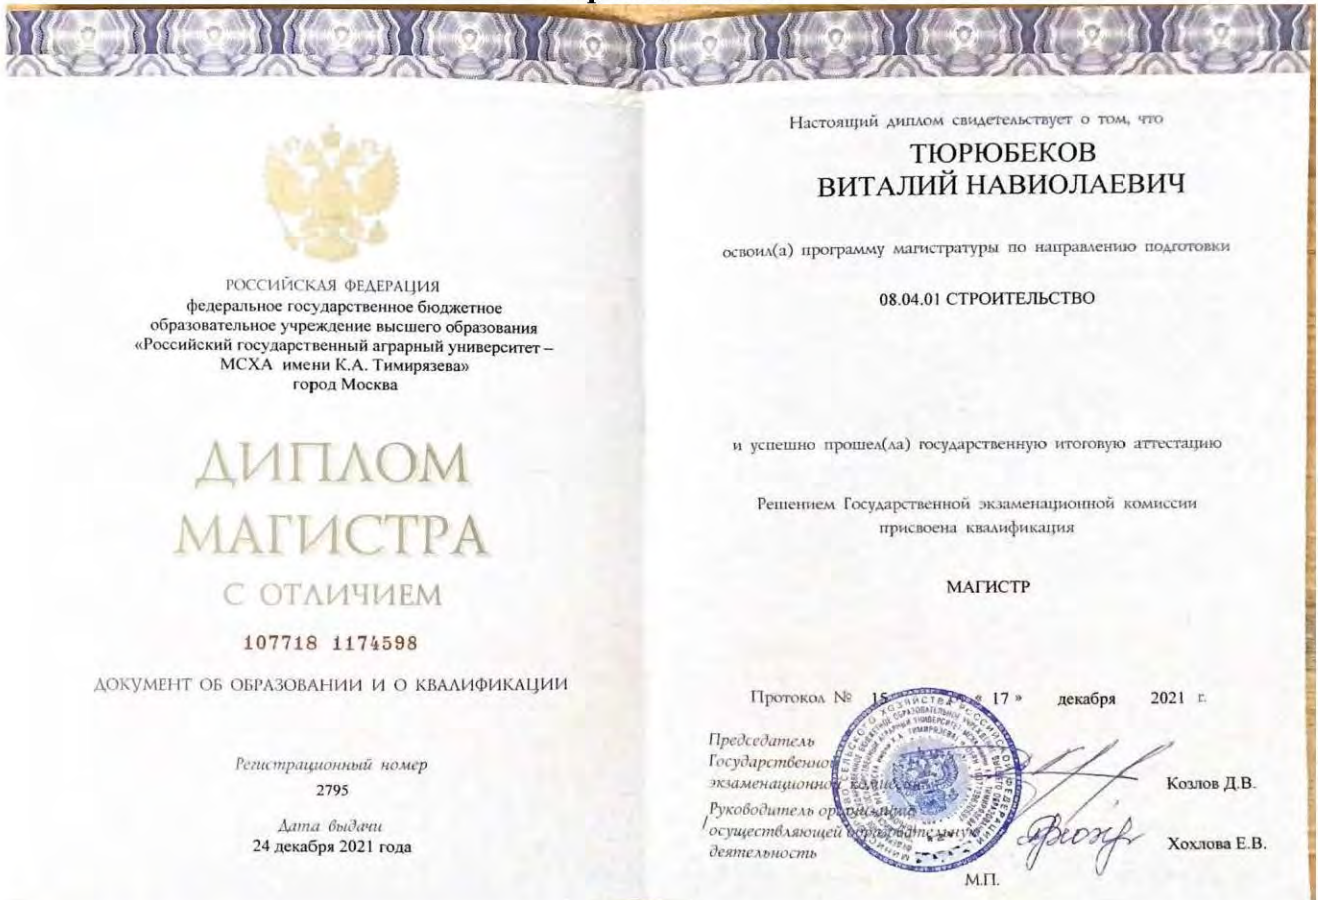 РОССИЙСКАЯ ФЕДЕРАЦИЯ
федеральное государственное бюджетное
образовательное учреждение высшего образования
«Российский государственный аграрный университет –
МСХА имени К.А. Тимирязева»
город Москва
ДИПЛОМ
МАГИСТРА
С ОТЛИЧИЕМ
107718 1174598
ДОКУМЕНТ ОБ ОБРАЗОВАНИИ И О КВАЛИФИКАЦИИ
Регистрационный номер
2795
Дата выдачи
24 декабря 2021 года
Настоящий диплом свидетельствует о том, что
ТЮРЮБЕКОВ
ВИТАЛИЙ НАВИОЛАЕВИЧ
освоил(а) программу магистратуры по направлению подготовки
08.04.01 СТРОИТЕЛЬСТВО
и успешно прошел(ла) государственную итоговую аттестацию
Решением Государственной экзаменационной комиссии
присвоена квалификация
МАГИСТР
Протокол № 15 « 17 » декабря 2021 г.
Председатель
Государственной
экзаменационной комиссии
Козлов Д.В.
Руководитель организации,
осуществляющей образовательную
деятельность
Хохлова Е.В.
М.П.